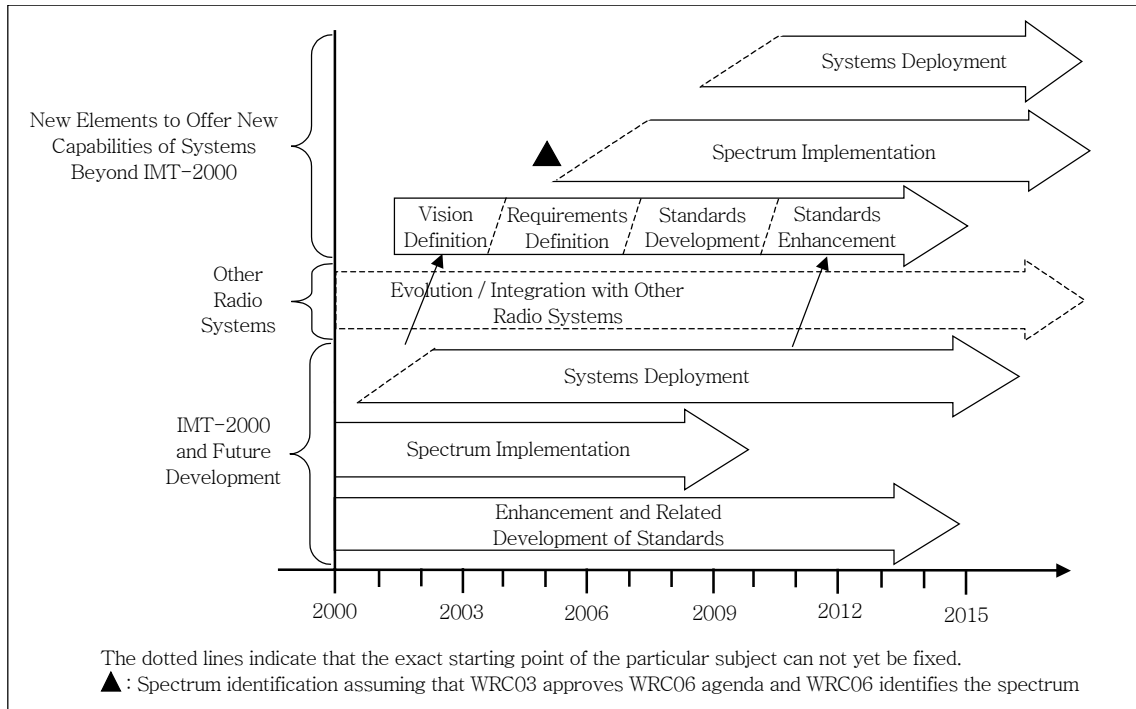 Systems Deployment
New Elements to Offer New
Capabilities of Systems
Beyond IMT-2000
Spectrum Implementation
Vision
Definition
Requirements
Definition
Standards
Development
Standards
Enhancement
Other
Radio
Systems
Evolution / Integration with Other
Radio Systems
Systems Deployment
IMT-2000
and Future
Development
Spectrum Implementation
Enhancement and Related
Development of Standards
2000 2003 2006 2009 2012 2015
The dotted lines indicate that the exact starting point of the particular subject can not yet be fixed.
▲ : Spectrum identification assuming that WRC03 approves WRC06 agenda and WRC06 identifies the spectrum